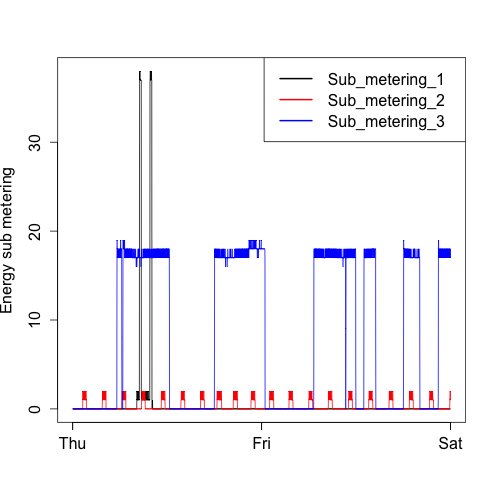 Sub_metering_1
Sub_metering_2
Sub_metering_3
Energy sub metering
30
20
10
0
Thu
Fri
Sat